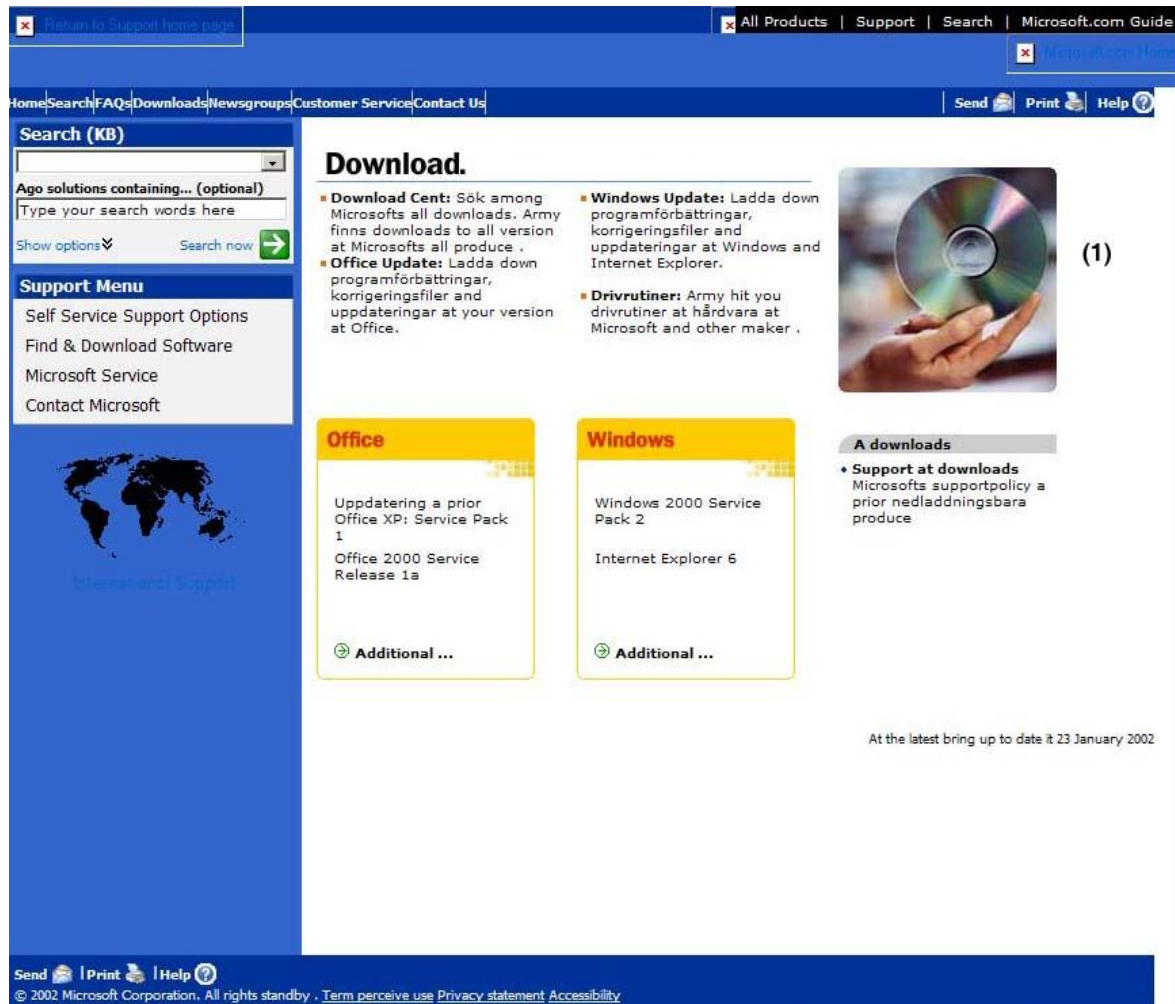 Return to Support home page
All Products | Support | Search | Microsoft.com Guide
Microsoft.com Home
Home|Search|FAQs|Downloads|Newsgroups|Customer Service|Contact Us|
Send | Print | Help
Search (KB)
Ago solutions containing... (optional)
Type your search words here
Show options
Search now
Support Menu
Self Service Support Options
Find & Download Software
Microsoft Service
Contact Microsoft
International Support
Download.
Download Cent: Sök among
Microsofts all downloads. Army
finns downloads to all version
at Microsofts all produce .
Office Update: Ladda down
programförbättringar,
korrigeringsfiler and
uppdateringar at your version
at Office.
Windows Update: Ladda down
programförbättringar,
korrigeringsfiler and
uppdateringar at Windows and
Internet Explorer.
Drivrutiner: Army hit you
drivrutiner at hårdvara at
Microsoft and other maker .
(1)
Office
Uppdatering a prior
Office XP: Service Pack
1
Office 2000 Service
Release 1a
Additional ...
Windows
Windows 2000 Service
Pack 2
Internet Explorer 6
Additional ...
A downloads
Support at downloads
Microsofts supportpolicy a
prior nedladdningsbara
produce
At the latest bring up to date it 23 January 2002
Send | Print | Help
© 2002 Microsoft Corporation. All rights standby . Term perceive use Privacy statement Accessibility